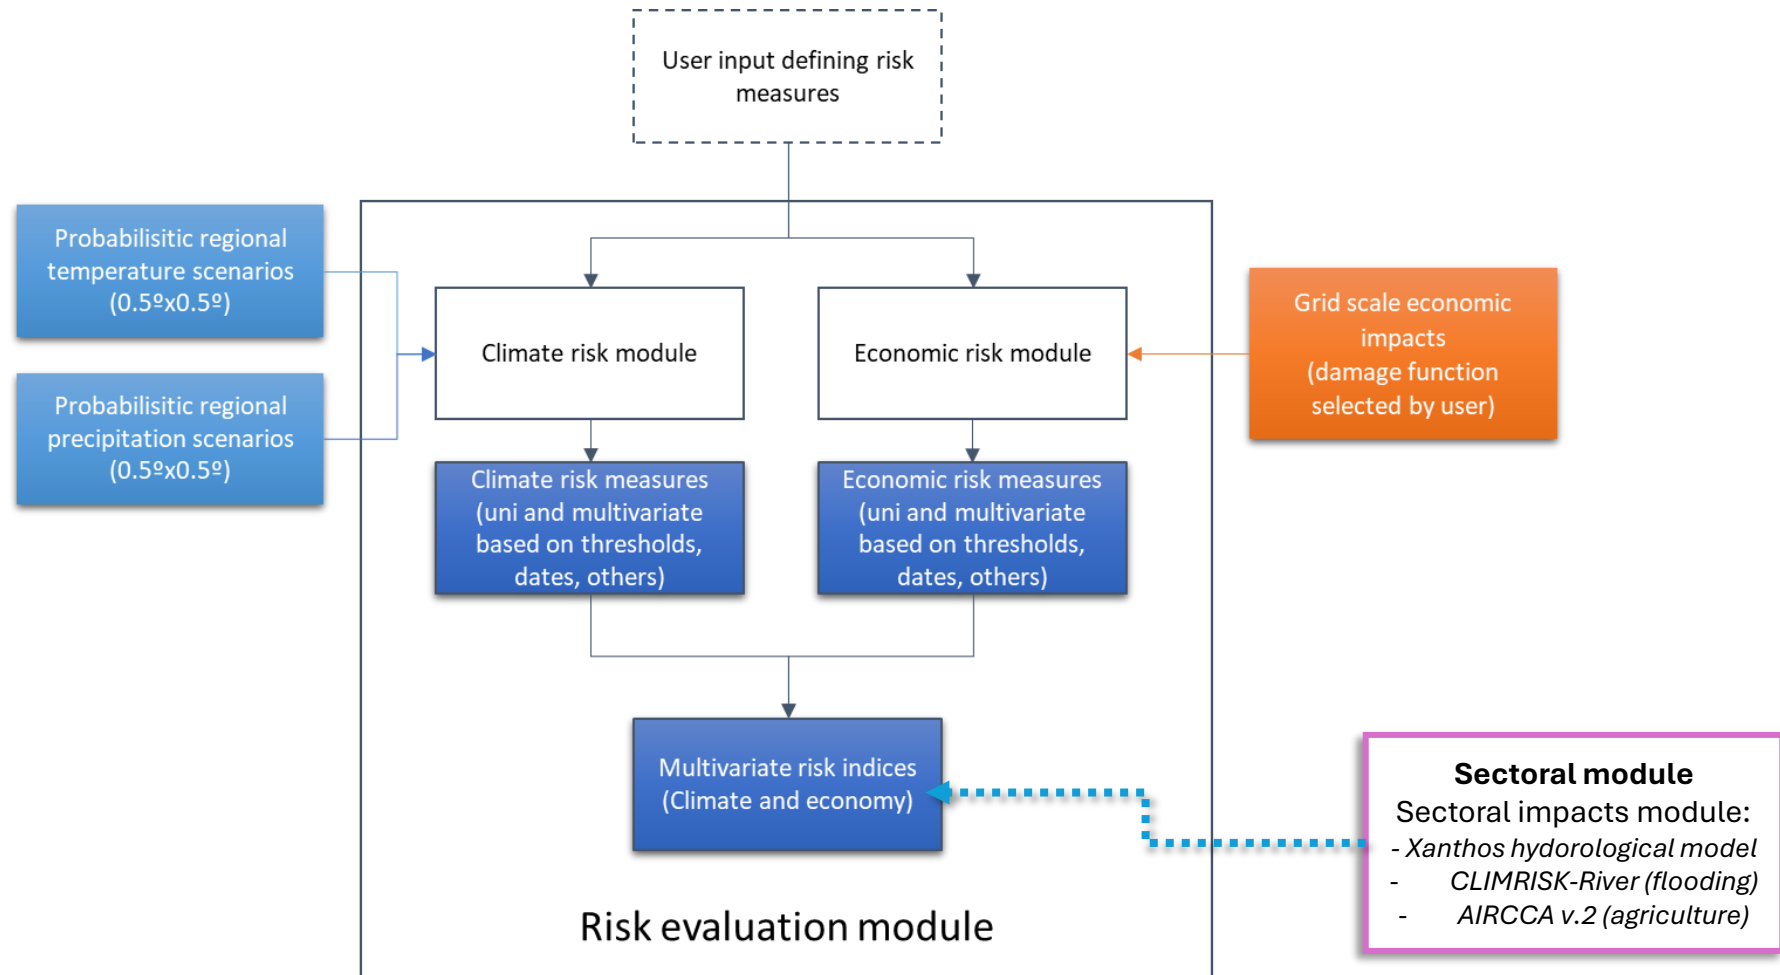 User input defining risk
measures
Probabilisitic regional
temperature scenarios
(0.5ºx0.5º)
Probabilisitic regional
precipitation scenarios
(0.5ºx0.5º)
Climate risk module
Economic risk module
Grid scale economic
impacts
(damage function
selected by user)
Climate risk measures
(uni and multivariate
based on thresholds,
dates, others)
Economic risk measures
(uni and multivariate
based on thresholds,
dates, others)
Multivariate risk indices
(Climate and economy)
Sectoral module
Sectoral impacts module:
- Xanthos hydorological model
- CLIMRISK-River (flooding)
- AIRCCA v.2 (agriculture)
Risk evaluation module